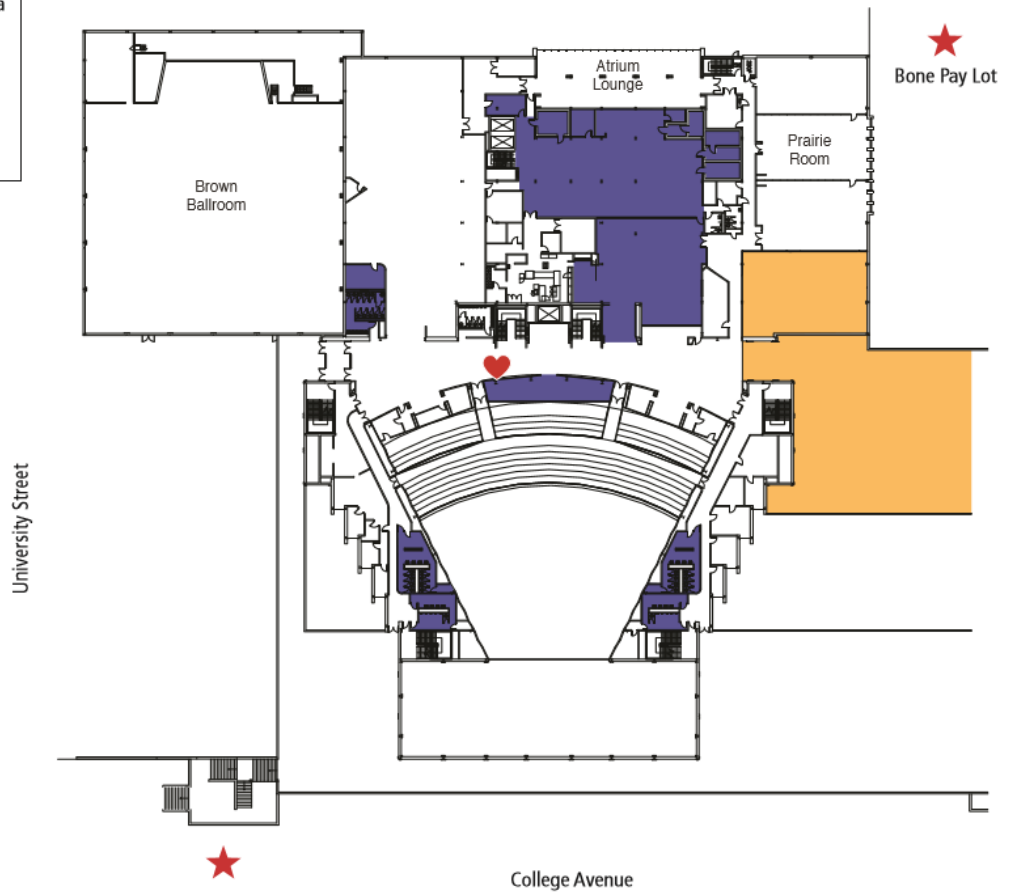 a
Bone Pay Lot
Atrium
Lounge
Prairie
Room
Brown
Ballroom
University Street
College Avenue